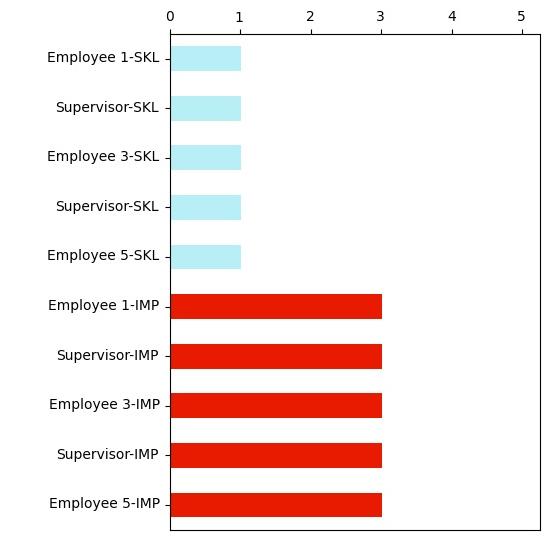 0 1 2 3 4 5
Employee 1-SKL
Supervisor-SKL
Employee 3-SKL
Supervisor-SKL
Employee 5-SKL
Employee 1-IMP
Supervisor-IMP
Employee 3-IMP
Supervisor-IMP
Employee 5-IMP